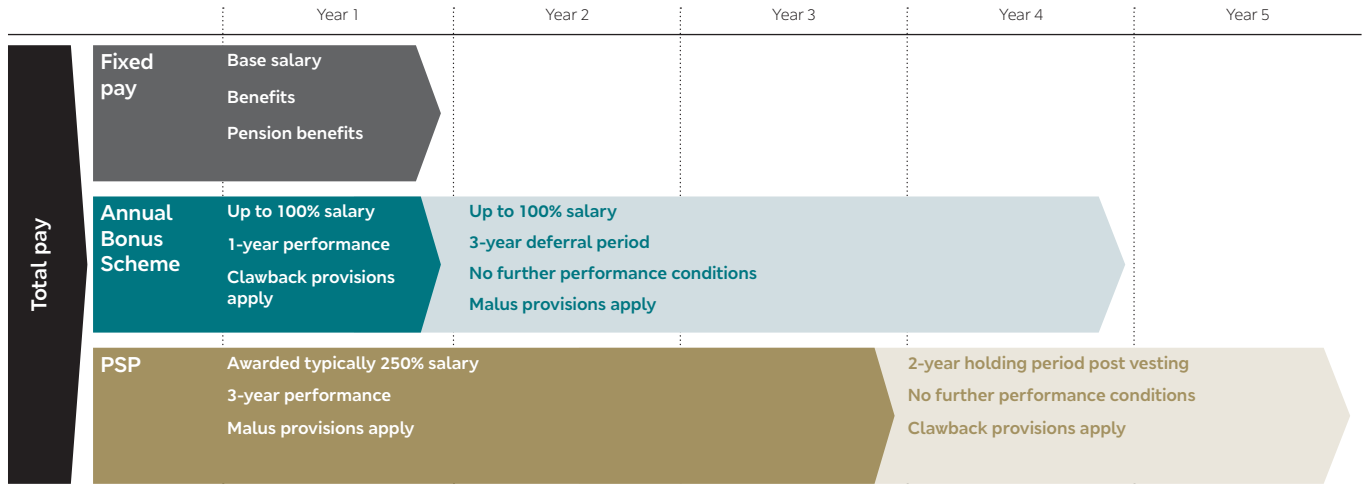 Year 1
Year 2
Year 3
Year 4
Year 5
Total pay
Fixed
pay
Base salary
Benefits
Pension benefits
Annual
Bonus
Scheme
Up to 100% salary
1-year performance
Clawback provisions
apply
Up to 100% salary
3-year deferral period
No further performance conditions
Malus provisions apply
PSP
Awarded typically 250% salary
3-year performance
Malus provisions apply
2-year holding period post vesting
No further performance conditions
Clawback provisions apply